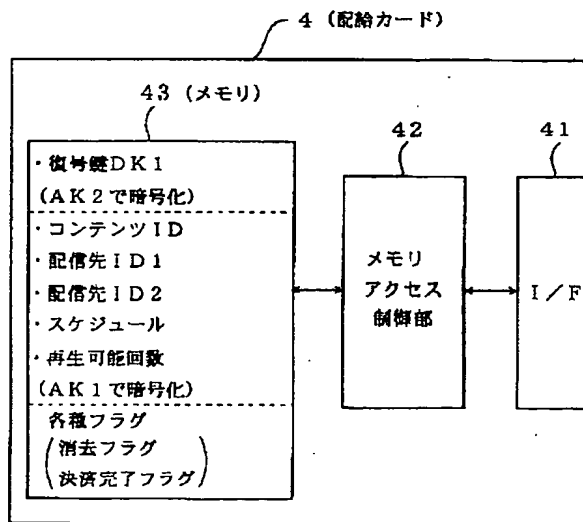 4（配給カード）
43（メモリ）
42
41
・復号鍵DK1
(AK2で暗号化)
・コンテンツID
・配信先ID1
・配信先ID2
・スケジュール
・再生可能回数
(AK1で暗号化)
各種フラグ
消去フラグ
決済完了フラグ
メモリ
アクセス
制御部
I／F